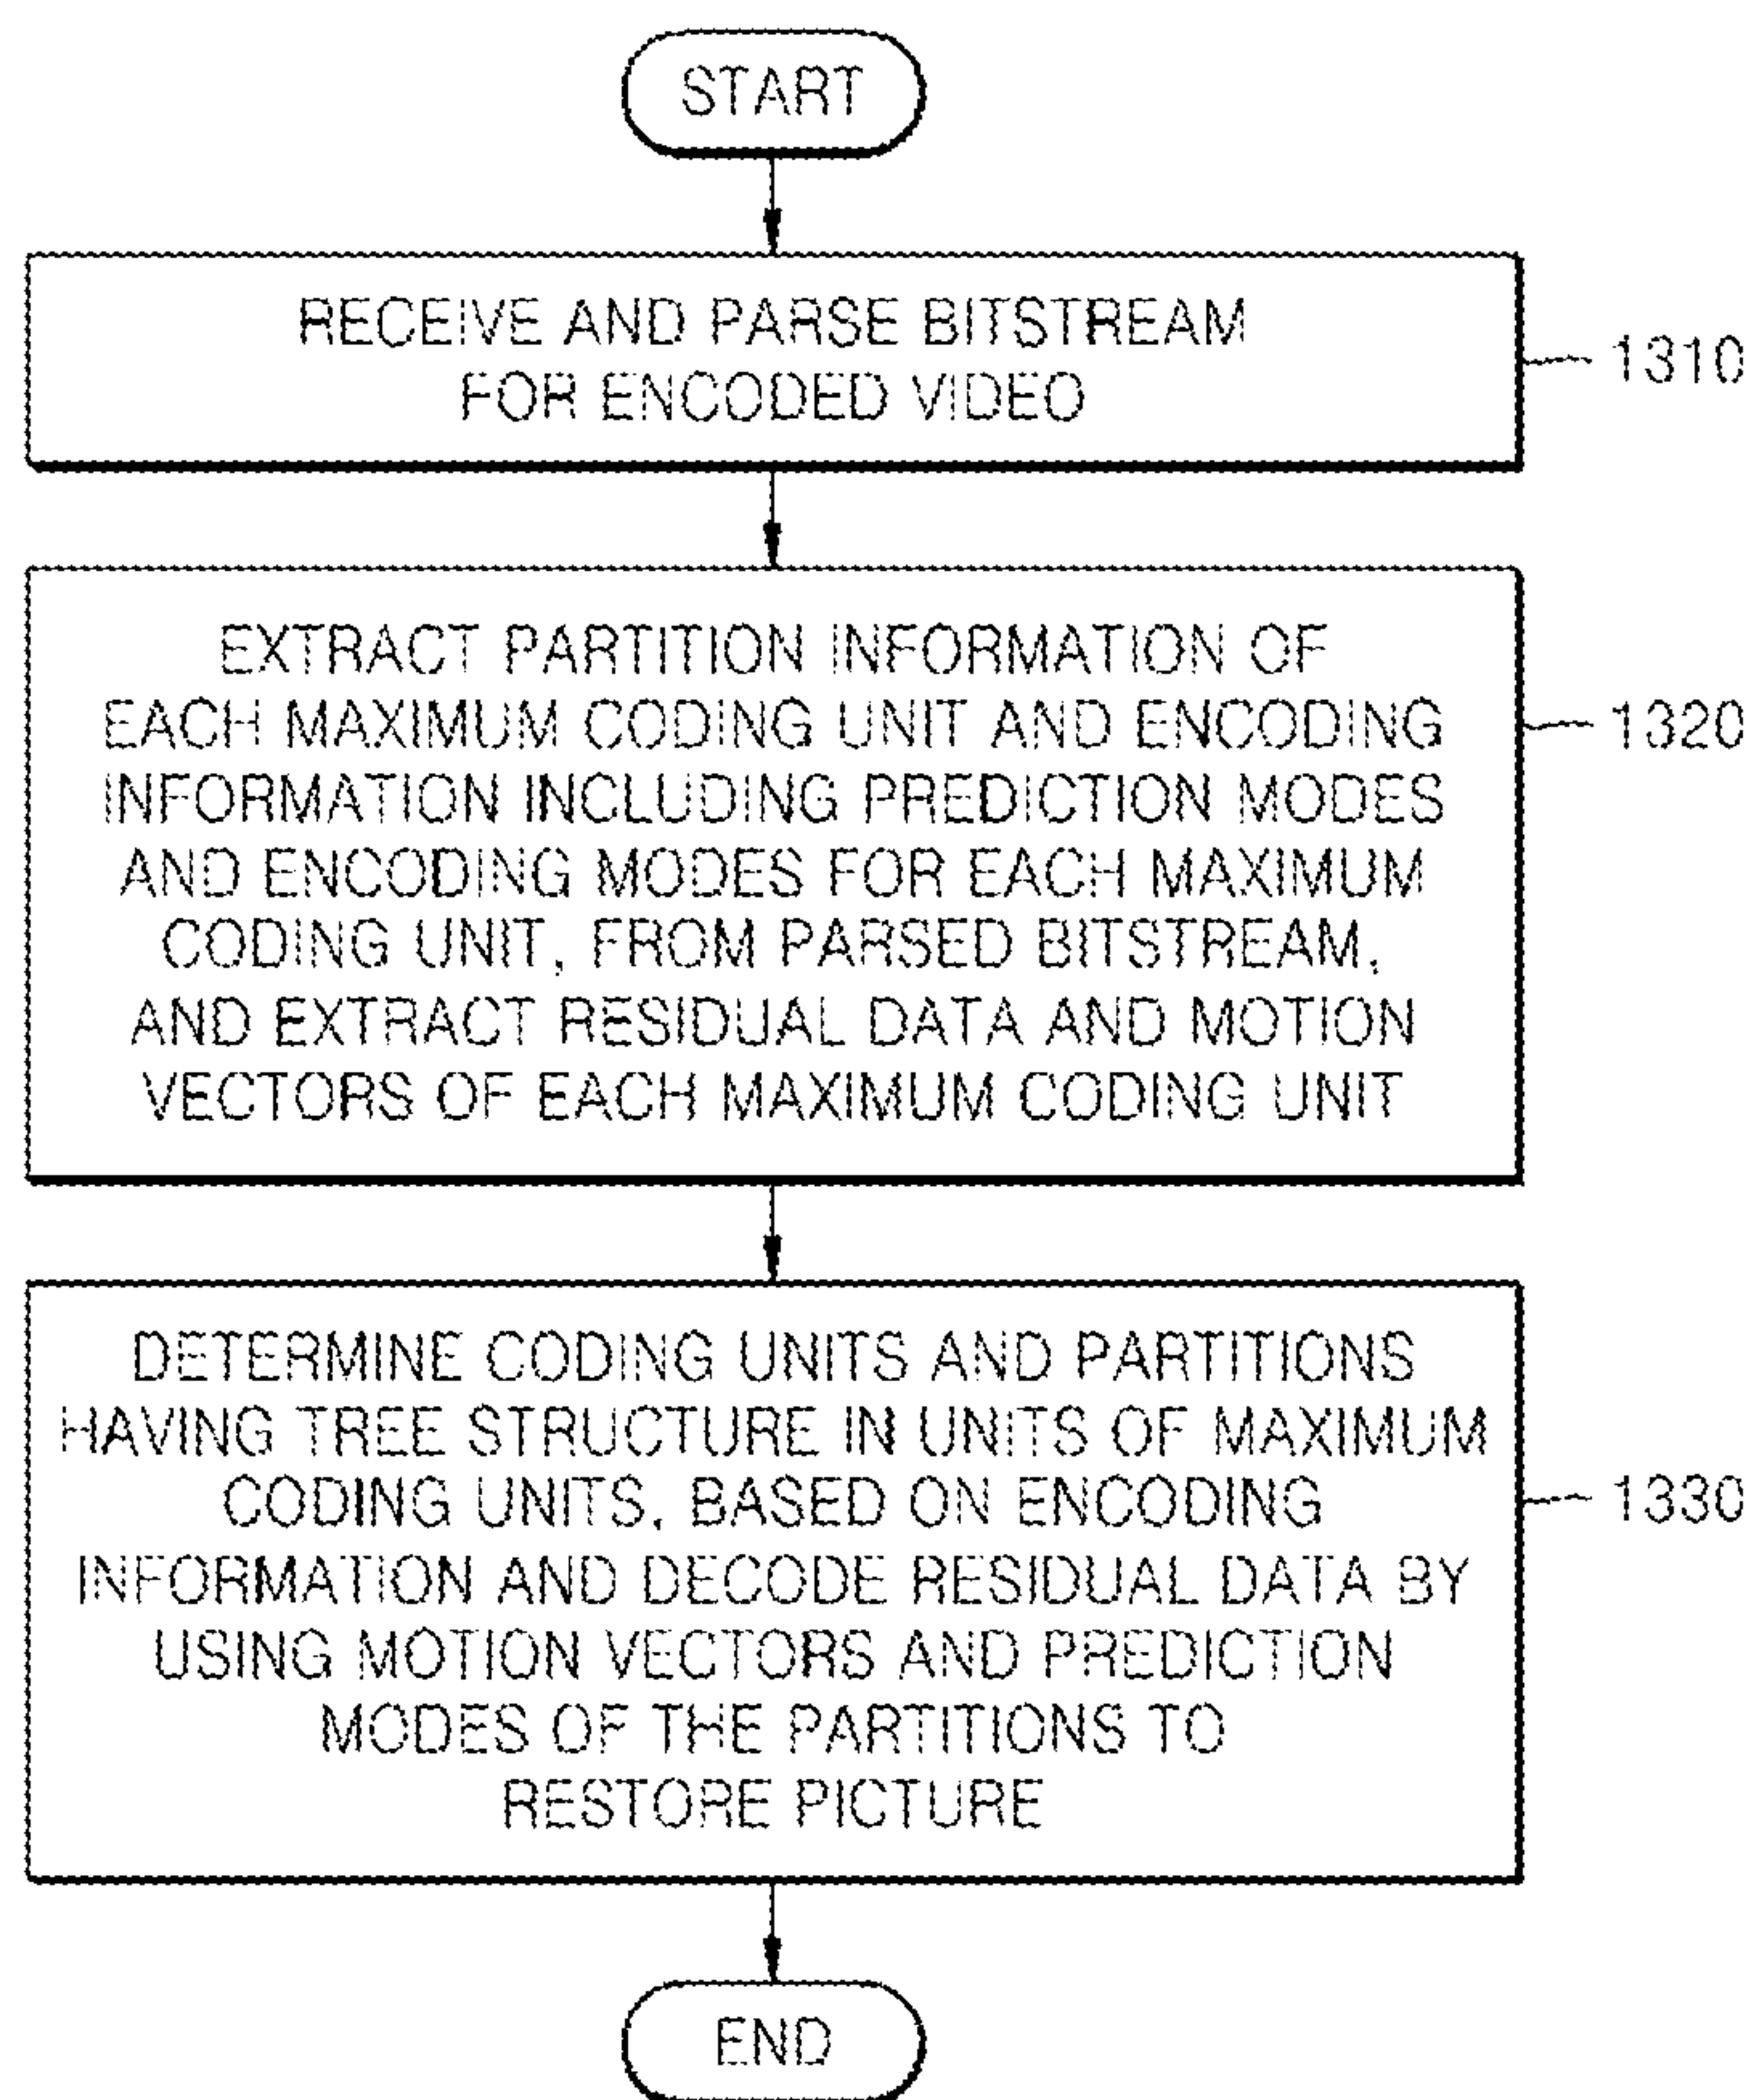 START
RECEIVE AND PARSE BITSTREAM
FOR ENCODED VIDEO
1310
EXTRACT PARTITION INFORMATION OF
EACH MAXIMUM CODING UNIT AND ENCODING
INFORMATION INCLUDING PREDICTION MODES
AND ENCODING MODES FOR EACH MAXIMUM
CODING UNIT, FROM PARSED BITSTREAM,
AND EXTRACT RESIDUAL DATA AND MOTION
VECTORS OF EACH MAXIMUM CODING UNIT
1320
DETERMINE CODING UNITS AND PARTITIONS
HAVING TREE STRUCTURE IN UNITS OF MAXIMUM
CODING UNITS, BASED ON ENCODING
INFORMATION AND DECODE RESIDUAL DATA BY
USING MOTION VECTORS AND PREDICTION
MODES OF THE PARTITIONS TO
RESTORE PICTURE
1330
END